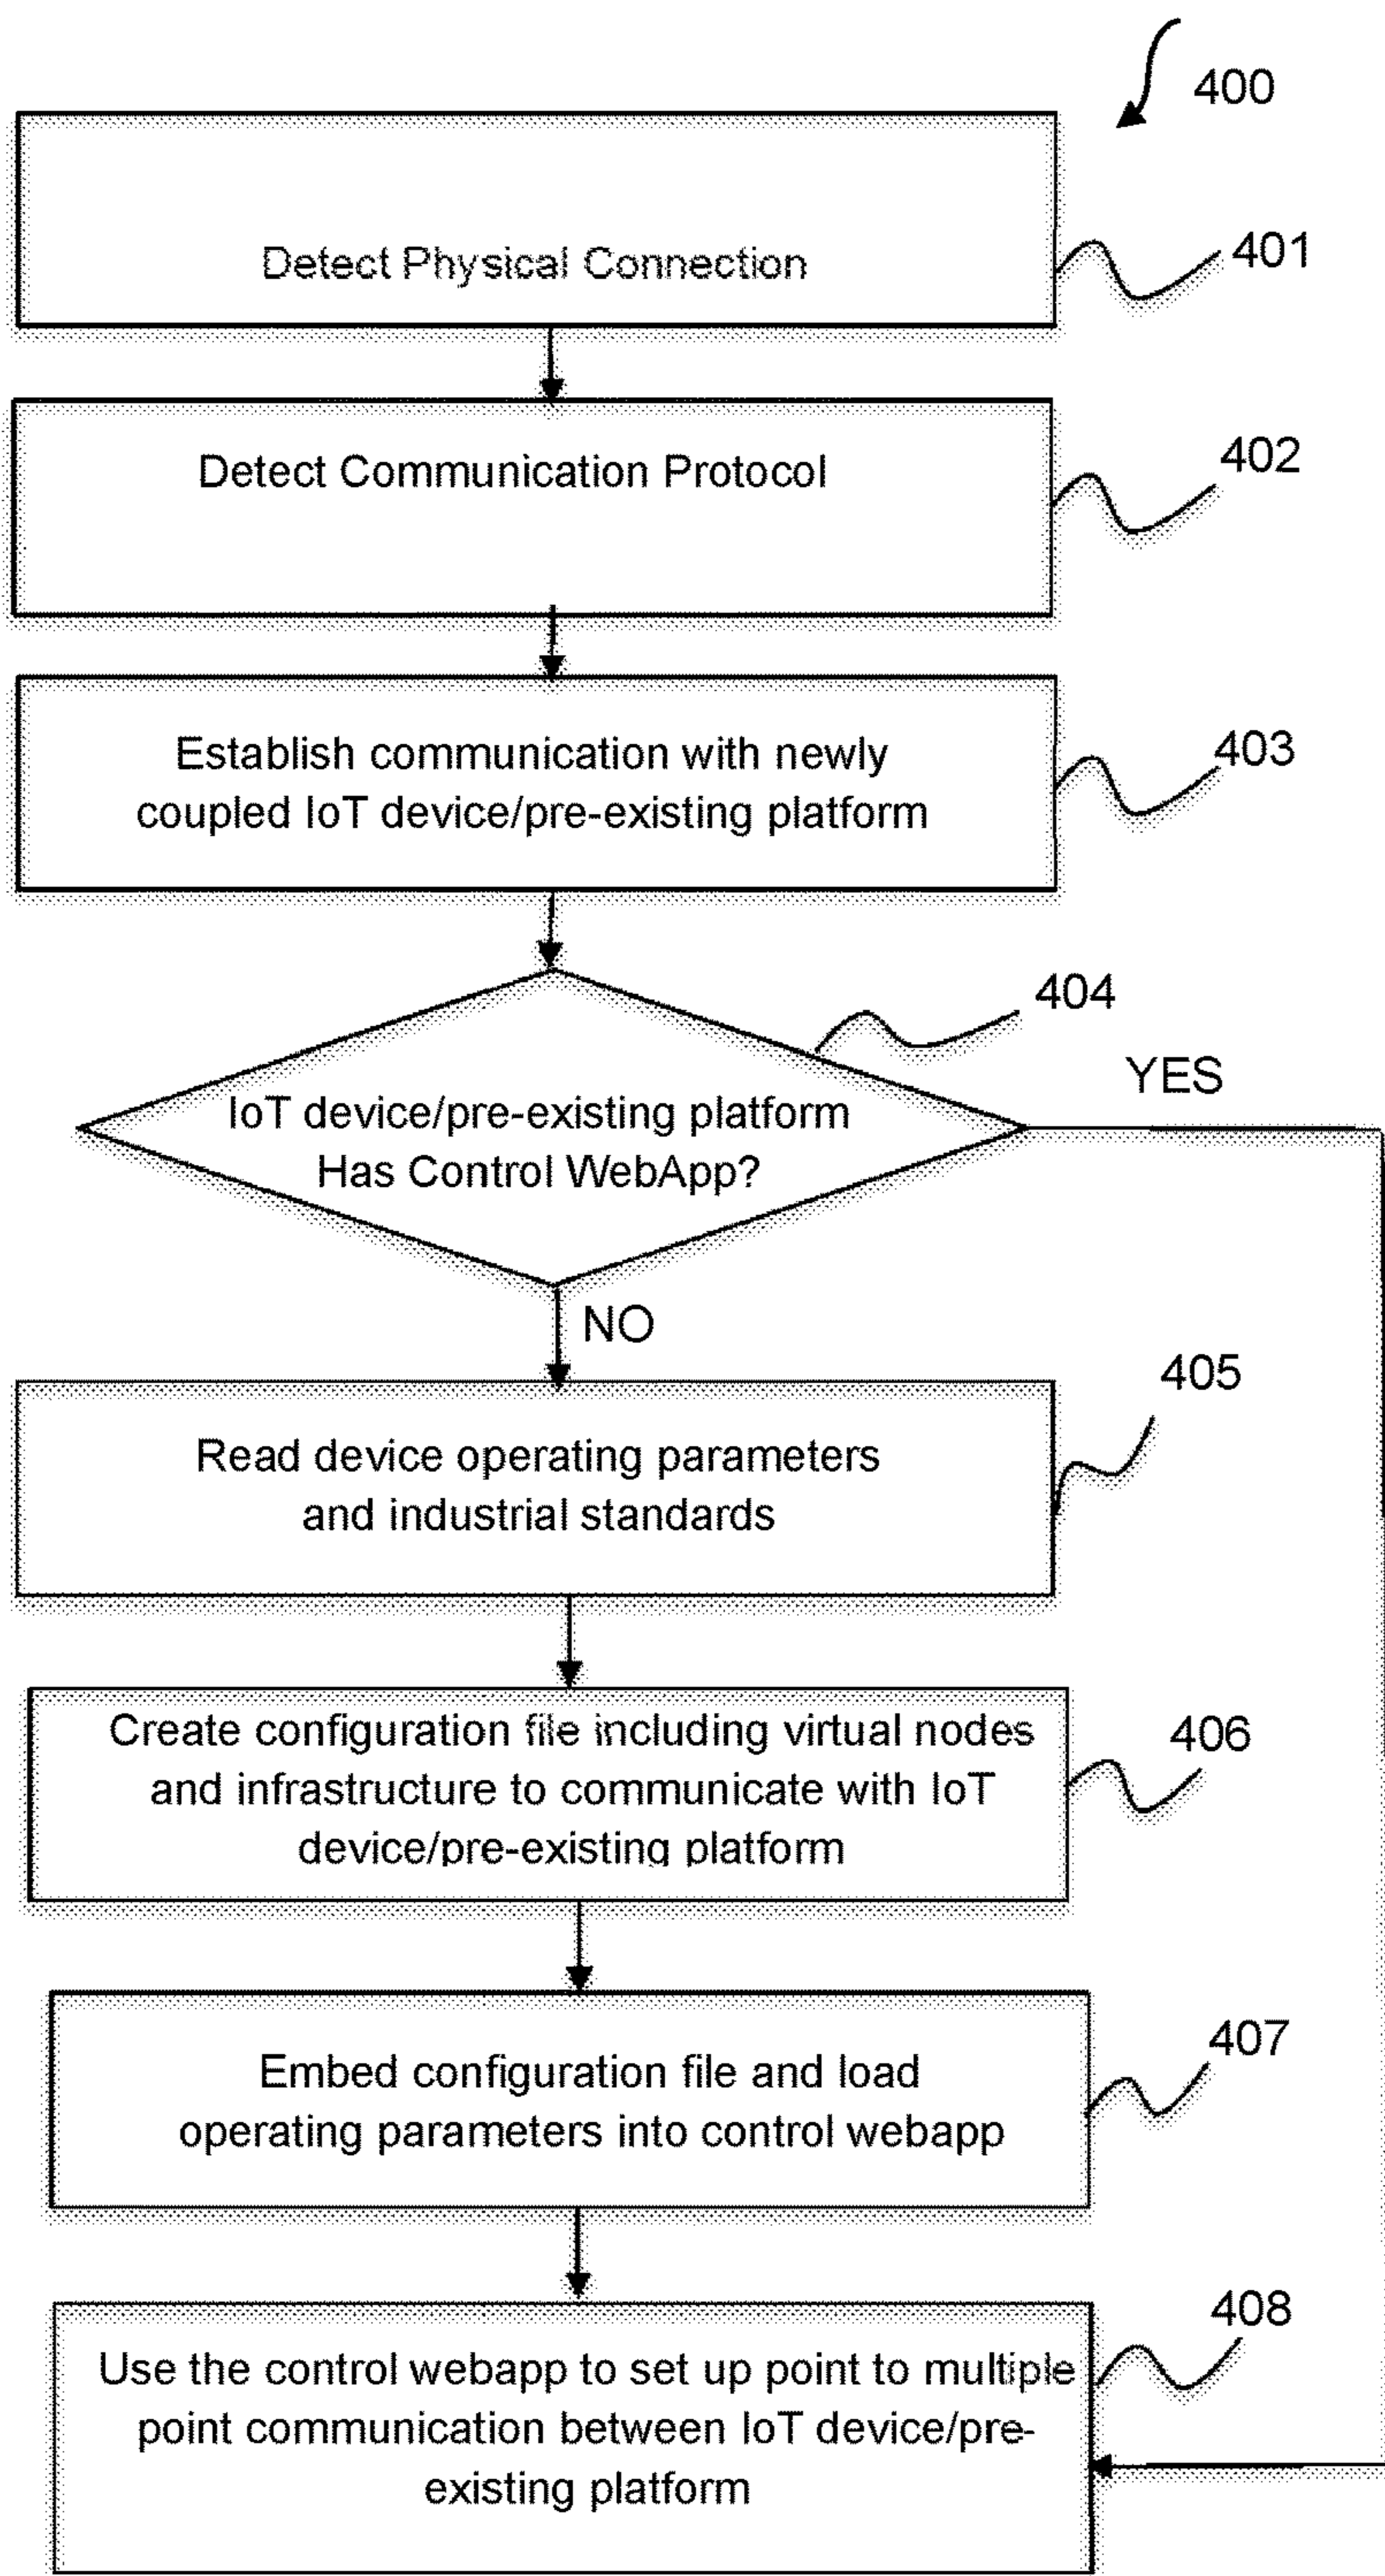 400
Detect Physical Connection
401
Detect Communication Protocol
402
Establish communication with newly
coupled IoT device/pre-existing platform
403
404
YES
IoT device/pre-existing platform
Has Control WebApp?
NO
405
Read device operating parameters
and industrial standards
Create configuration file including virtual nodes
and infrastructure to communicate with IoT
device/pre-existing platform
406
Embed configuration file and load
operating parameters into control webapp
407
408
Use the control webapp to set up point to multiple
point communication between IoT device/pre-
existing platform